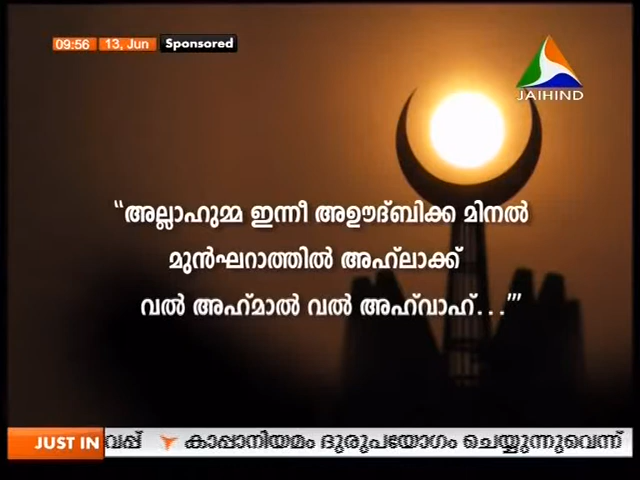 09:56 13, Jun Sponsored
JAIHIND
“അല്ലാഹുമ്മ ഇന്നീ അഊദ്ബിക്ക മിനൽ
മുൻഘറാത്തിൽ അഹ്‌ലാക്ക്
വൽ അഹ്‌മാൽ വൽ അഹ്‌വാഹ്...”’
JUST IN വപ്പ് കാപ്പാനിയമം ദുരുപയോഗം ചെയ്യുന്നുവെന്ന്